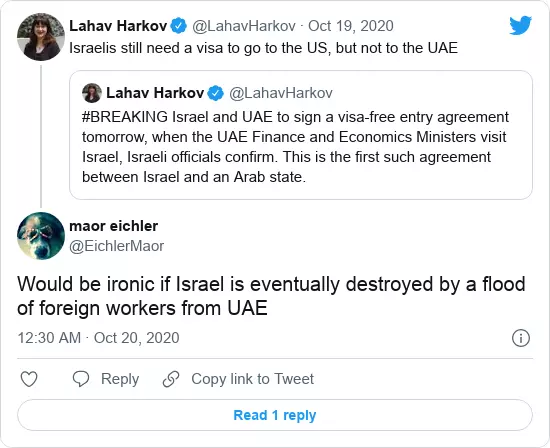 Lahav Harkov @LahavHarkov · Oct 19, 2020
Israelis still need a visa to go to the US, but not to the UAE
Lahav Harkov @LahavHarkov
#BREAKING Israel and UAE to sign a visa-free entry agreement
tomorrow, when the UAE Finance and Economics Ministers visit
Israel, Israeli officials confirm. This is the first such agreement
between Israel and an Arab state.
maor eichler
@EichlerMaor
Would be ironic if Israel is eventually destroyed by a flood
of foreign workers from UAE
12:30 AM · Oct 20, 2020
Reply Copy link to Tweet
Read 1 reply